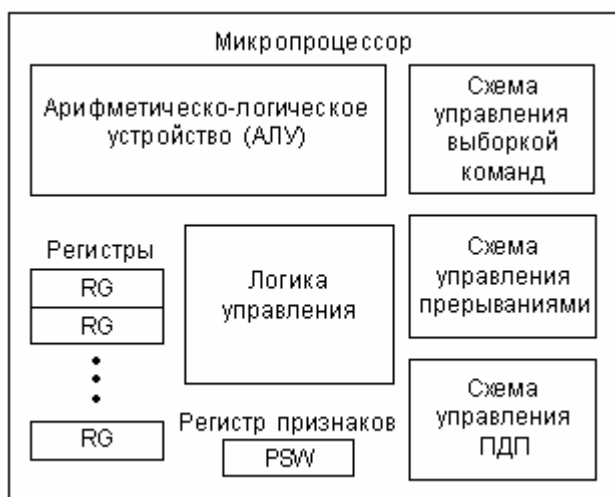 Микропроцессор
Арифметическо-логическое
устройство (АЛУ)
Схема
управления
выборкой
команд
Регистры
RG
RG
RG
Логика
управления
Схема
управления
прерываниями
Регистр признаков
PSW
Схема
управления
ПДП